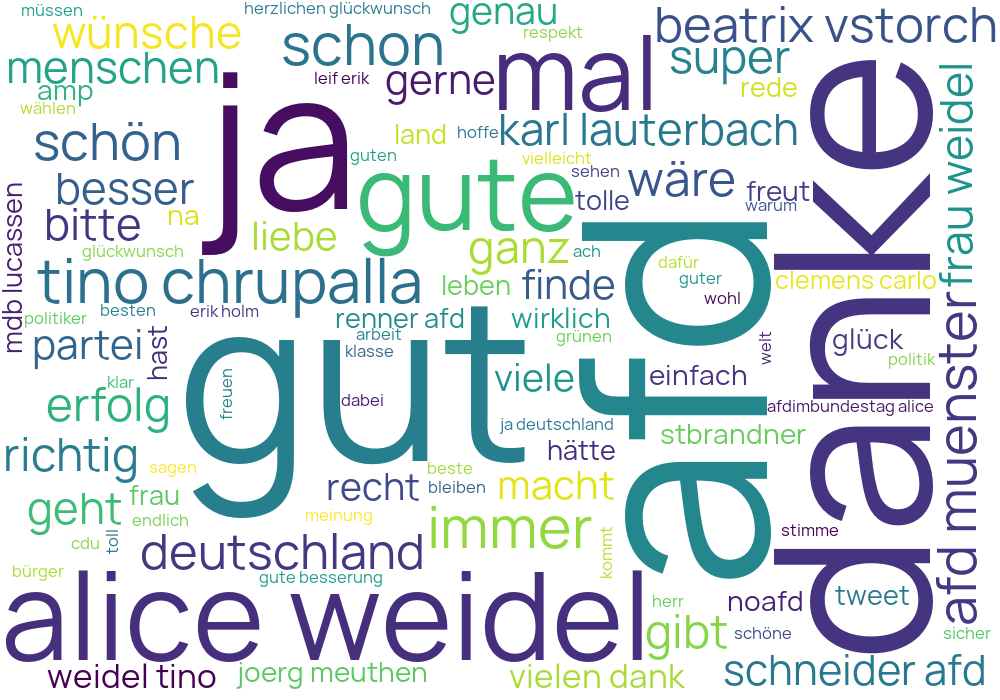 müssen
herzlichen glückwunsch
genau
wünsche
schon
respekt
beatrix vstorch
menschen
leif erik
gerne
mal
super
amp
rede
wählen
ja
land
hoffe
karl lauterbach
danke
frau weidel
schön
guten
gute
vielleicht
sehen
wäre
besser
tolle
freut
warum
mdb lucassen
bitte
na
liebe
ganz
ach
afd
glückwunsch
tino chrupalla
leben
finde
dafür
guter
wohl
clemens carlo
politiker
besten
erik holm
renner afd
wirklich
grünen
welt
glück
politik
partei
hast
gut
arbeit
klasse
viele
einfach
afd muenster
klar
freuen
dabei
afdimbundestag alice
erfolg
ja deutschland
stbrandner
richtig
sagen
beste
hätte
recht
bleiben
macht
geht
frau
endlich
meinung
immer
stimme
cdu
toll
deutschland
kommt
bürger
gute besserung
alice weidel
herr
noafd
tweet
gibt
schöne
sicher
weidel tino
joerg meuthen
vielen dank
schneider afd